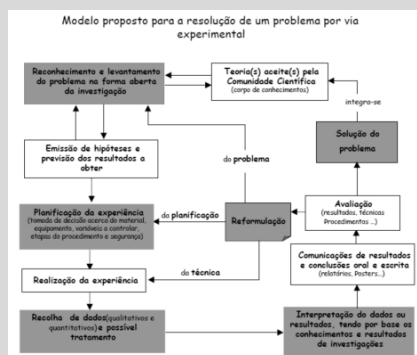 Modelo proposto para a resolução de um problema por via
experimental
Reconhecimento e levantamento
do problema na forma aberta
da investigação
Teoria(s) aceite(s) pela
Comunidade Científica
(corpo de conhecimentos)
integra-se
Emissão de hipóteses e
previsão dos resultados a
obter
do problema
Solução do
problema
Planificação da experiência
(tomada de decisão acerca do material,
equipamento, variáveis a controlar,
etapas do procedimento e segurança)
da planificação
Reformulação
Avaliação
(resultados, técnicas
Procedimentos ...)
da técnica
Realização da experiência
Comunicações de resultados
e conclusões oral e escrita
(relatórios, Posters...)
Recolha de dados(qualitativos e
quantitativos) e possível
tratamento
Interpretação do dados ou
resultados, tendo por base os
conhecimentos e resultados
de investigações